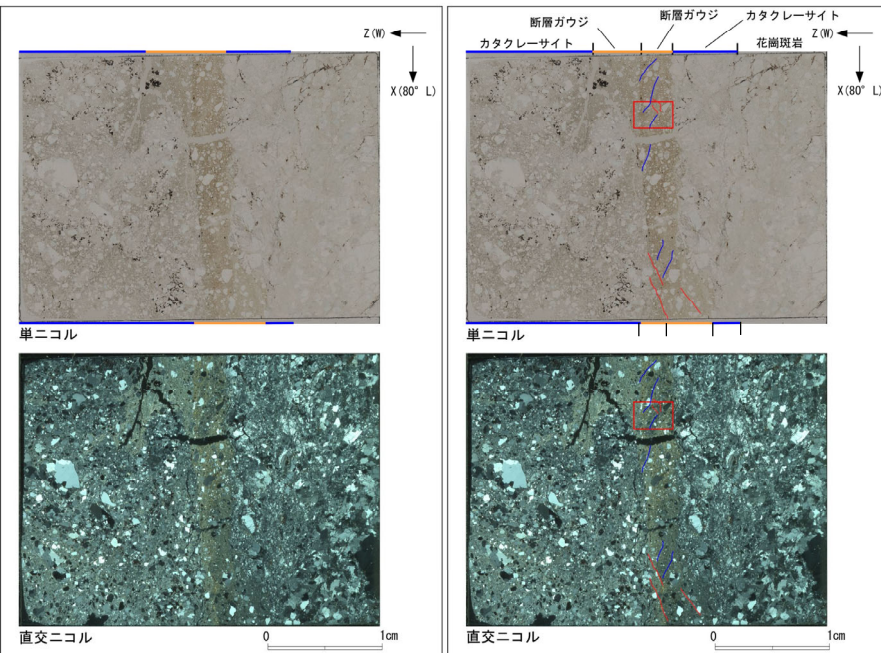 Z(W)
X(80° L)
単ニコル
直交ニコル
0 1cm
断層ガウジ 断層ガウジ カタクレーサイト
カタクレーサイト 花崗斑岩
Z(W)
X(80° L)
単ニコル
直交ニコル
0 1cm